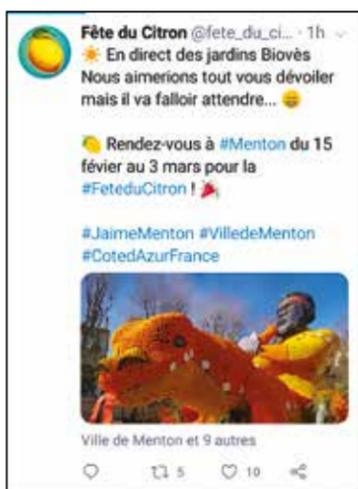 Fête du Citron @fete_du_ci... · 1h
☀️ En direct des jardins Biovès
Nous aimerions tout vous dévoiler
mais il va falloir attendre... 😄
🍋 Rendez-vous à #Menton du 15
févier au 3 mars pour la
#FeteduCitron ! 🎉
#JaimeMenton #VilledeMenton
#CotedAzurFrance
Ville de Menton et 9 autres
5 10